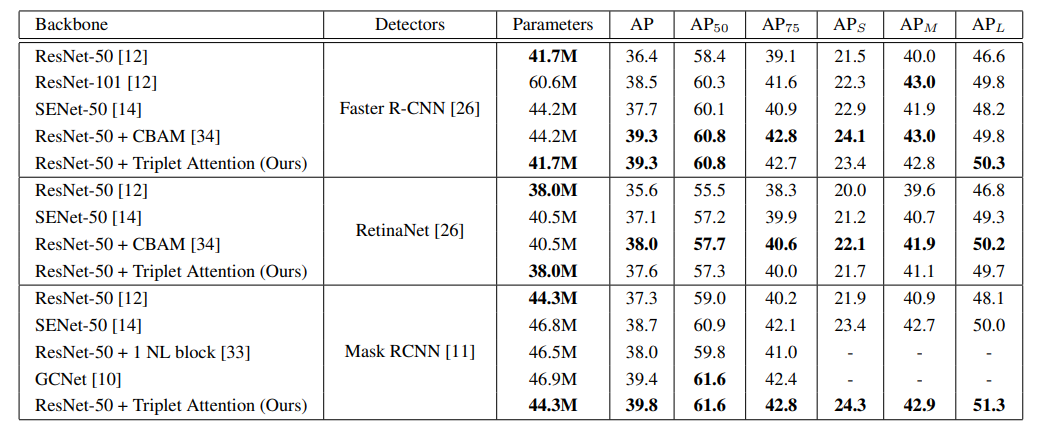 Backbone Detectors Parameters AP AP50 AP75 APS APM APL
ResNet-50 [12] 41.7M 36.4 58.4 39.1 21.5 40.0 46.6
ResNet-101 [12] 60.6M 38.5 60.3 41.6 22.3 43.0 49.8
SENet-50 [14] Faster R-CNN [26] 44.2M 37.7 60.1 40.9 22.9 41.9 48.2
ResNet-50 + CBAM [34] 44.2M 39.3 60.8 42.8 24.1 43.0 49.8
ResNet-50 + Triplet Attention (Ours) 41.7M 39.3 60.8 42.7 23.4 42.8 50.3
ResNet-50 [12] 38.0M 35.6 55.5 38.3 20.0 39.6 46.8
SENet-50 [14] 40.5M 37.1 57.2 39.9 21.2 40.7 49.3
RetinaNet [26]
ResNet-50 + CBAM [34] 40.5M 38.0 57.7 40.6 22.1 41.9 50.2
ResNet-50 + Triplet Attention (Ours) 38.0M 37.6 57.3 40.0 21.7 41.1 49.7
ResNet-50 [12] 44.3M 37.3 59.0 40.2 21.9 40.9 48.1
SENet-50 [14] 46.8M 38.7 60.9 42.1 23.4 42.7 50.0
ResNet-50 + 1 NL block [33] Mask RCNN [11] 46.5M 38.0 59.8 41.0 - - -
GCNet [10] 46.9M 39.4 61.6 42.4 - - -
ResNet-50 + Triplet Attention (Ours) 44.3M 39.8 61.6 42.8 24.3 42.9 51.3